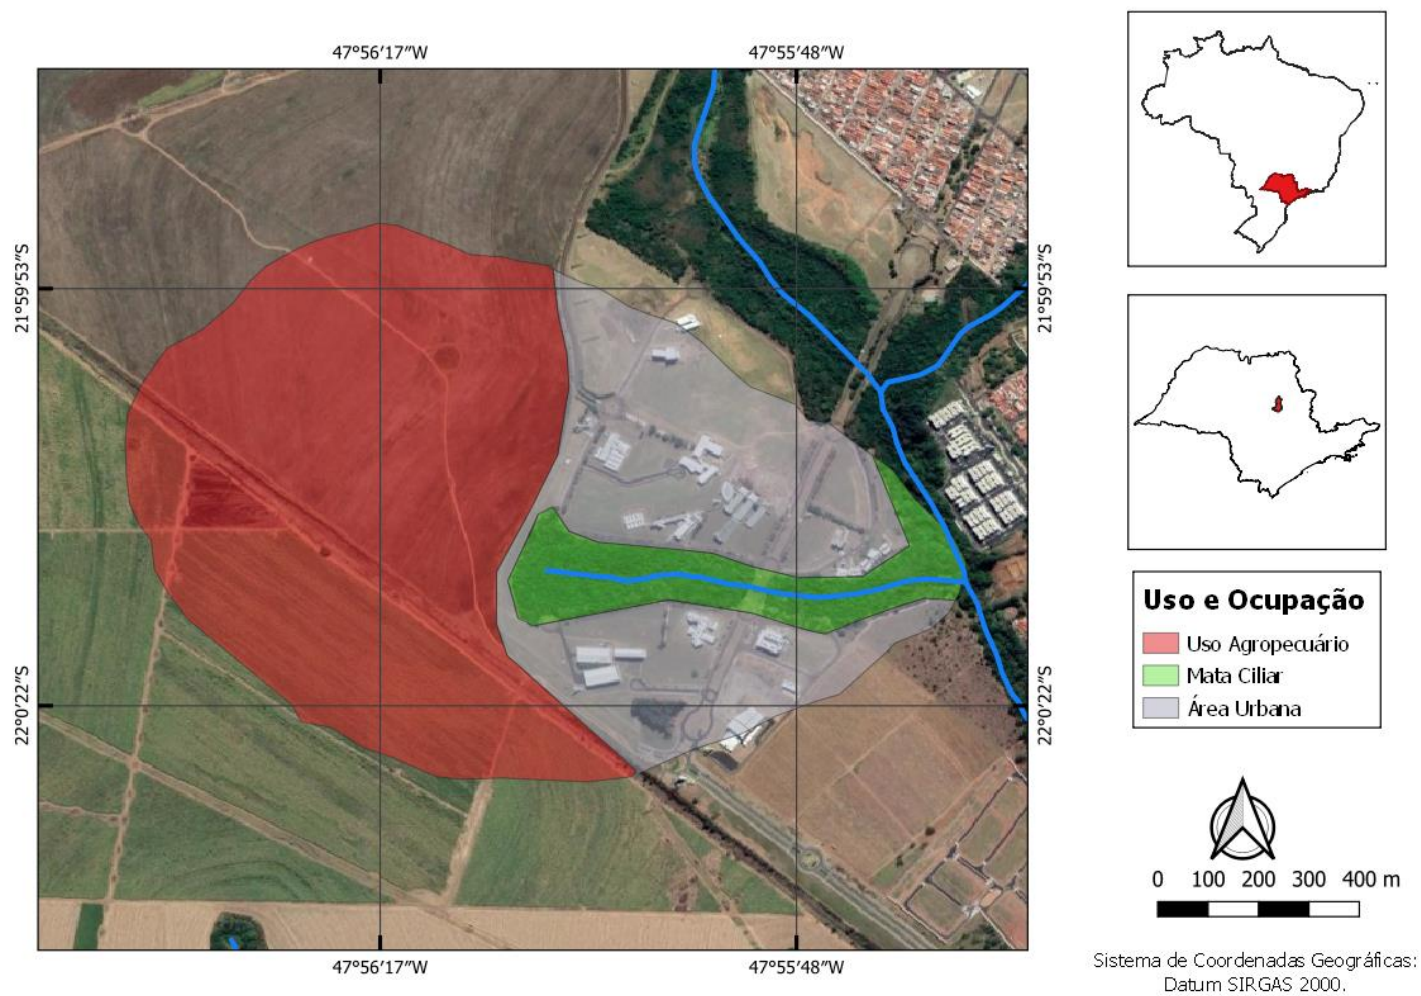 47°56′17″W
47°55′48″W
21°59′53″S
21°59′53″S
22°0′22″S
22°0′22″S
47°56′17″W
47°55′48″W
Uso e Ocupação
Uso Agropecuário
Mata Ciliar
Área Urbana
0 100 200 300 400 m
Sistema de Coordenadas Geográficas:
Datum SIRGAS 2000.